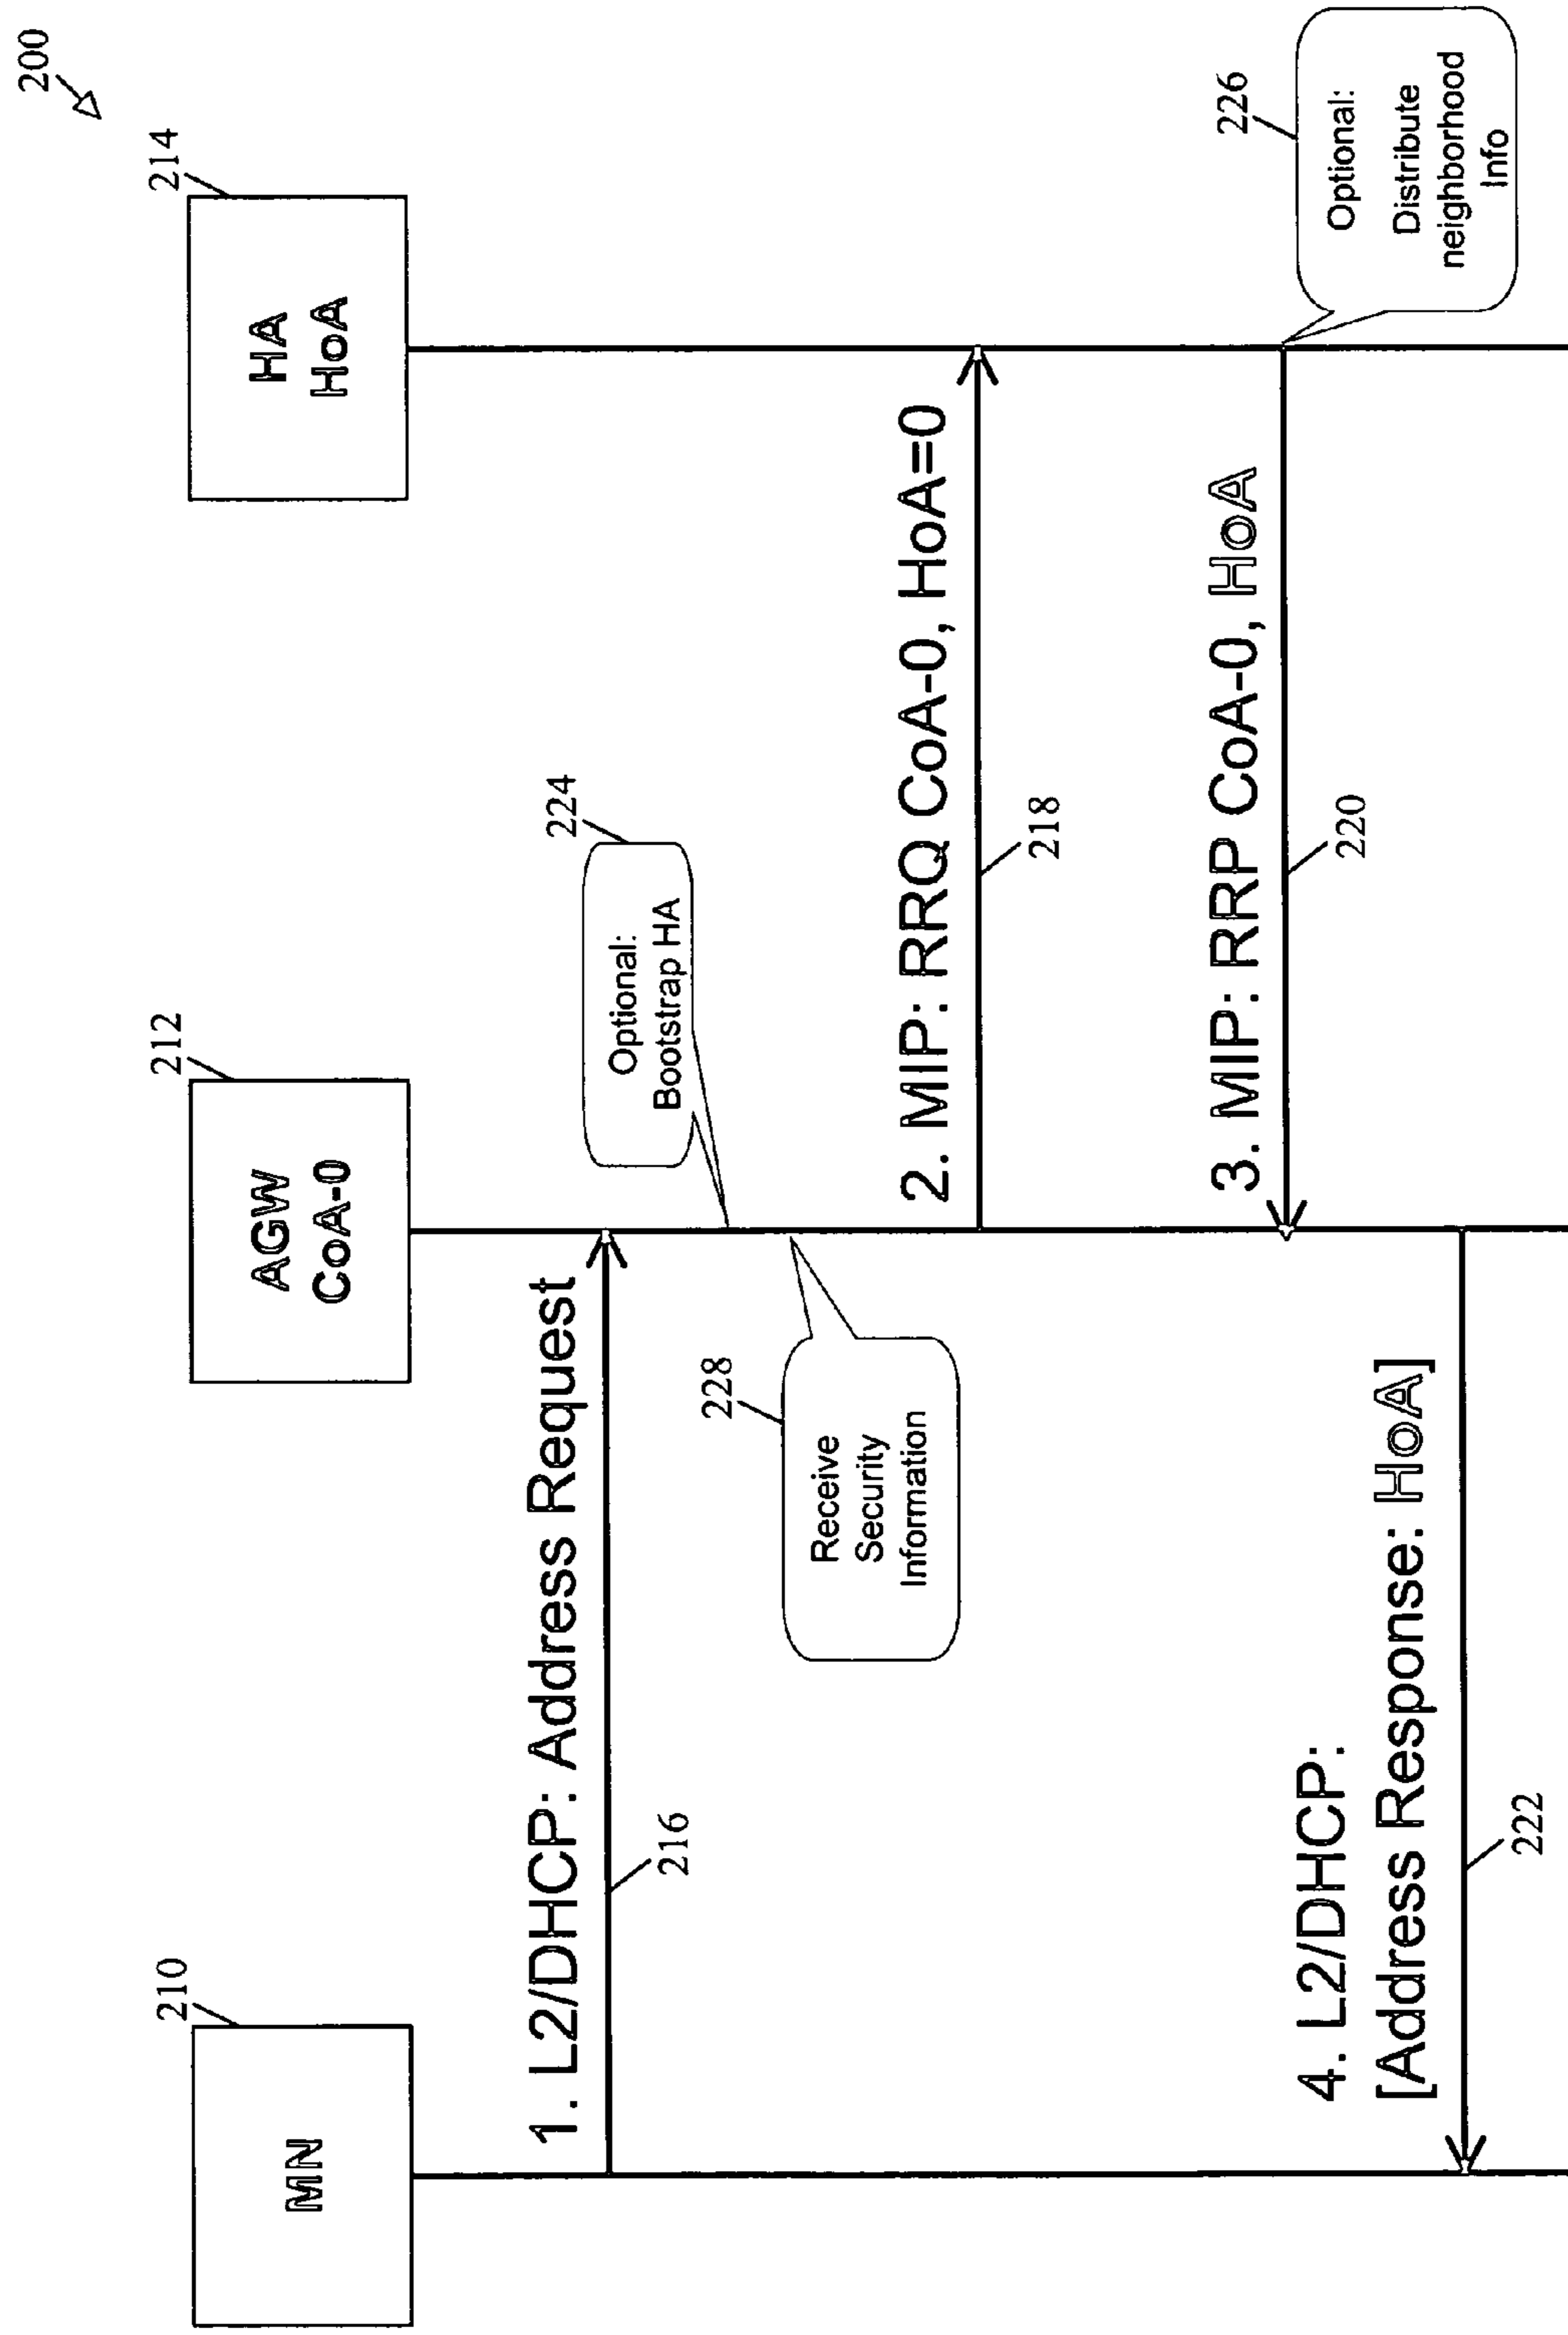 200
210
MN
212
AGW
CoA-0
214
HA
HoA
1. L2/DHCP: Address Request
216
224
Optional:
Bootstrap HA
228
Receive
Security
Information
2. MIP: RRQ CoA-0, HoA=0
218
3. MIP: RRP CoA-0, HoA
220
226
Optional:
Distribute
neighborhood
Info
4. L2/DHCP:
[Address Response: HoA]
222